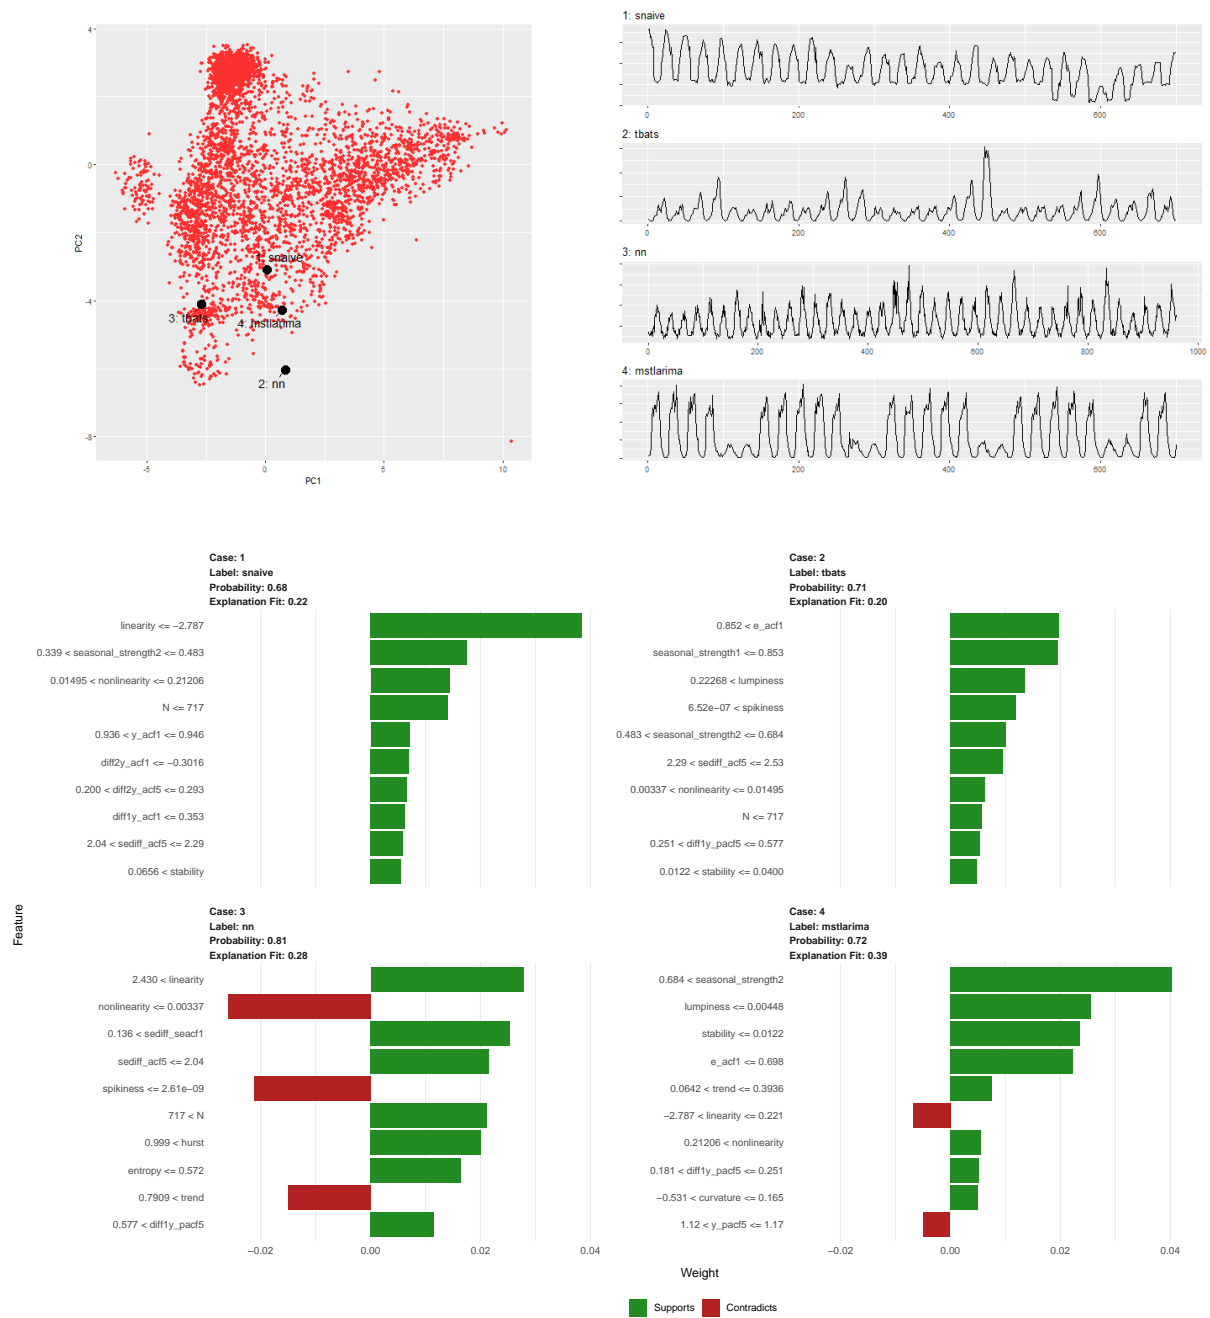 4
0
-4
-8
PC2
-5
0
5
10
PC1
1: snaive
3: tbats
4: mstlarima
2: nn
1: snaive
0
200
400
600
2: tbats
0
200
400
600
3: nn
0
200
400
600
800
1000
4: mstlarima
0
200
400
600
Case: 1
Label: snaive
Probability: 0.68
Explanation Fit: 0.22
linearity <= −2.787
0.339 < seasonal_strength2 <= 0.483
0.01495 < nonlinearity <= 0.21206
N <= 717
0.936 < y_acf1 <= 0.946
diff2y_acf1 <= −0.3016
0.200 < diff2y_acf5 <= 0.293
diff1y_acf1 <= 0.353
2.04 < sediff_acf5 <= 2.29
0.0656 < stability
Case: 2
Label: tbats
Probability: 0.71
Explanation Fit: 0.20
0.852 < e_acf1
seasonal_strength1 <= 0.853
0.22268 < lumpiness
6.52e−07 < spikiness
0.483 < seasonal_strength2 <= 0.684
2.29 < sediff_acf5 <= 2.53
0.00337 < nonlinearity <= 0.01495
N <= 717
0.251 < diff1y_pacf5 <= 0.577
0.0122 < stability <= 0.0400
Feature
Case: 3
Label: nn
Probability: 0.81
Explanation Fit: 0.28
2.430 < linearity
nonlinearity <= 0.00337
0.136 < sediff_seacf1
sediff_acf5 <= 2.04
spikiness <= 2.61e−09
717 < N
0.999 < hurst
entropy <= 0.572
0.7909 < trend
0.577 < diff1y_pacf5
−0.02
0.00
0.02
0.04
Case: 4
Label: mstlarima
Probability: 0.72
Explanation Fit: 0.39
0.684 < seasonal_strength2
lumpiness <= 0.00448
stability <= 0.0122
e_acf1 <= 0.698
0.0642 < trend <= 0.3936
−2.787 < linearity <= 0.221
0.21206 < nonlinearity
0.181 < diff1y_pacf5 <= 0.251
−0.531 < curvature <= 0.165
1.12 < y_pacf5 <= 1.17
−0.02
0.00
0.02
0.04
Weight
Supports
Contradicts